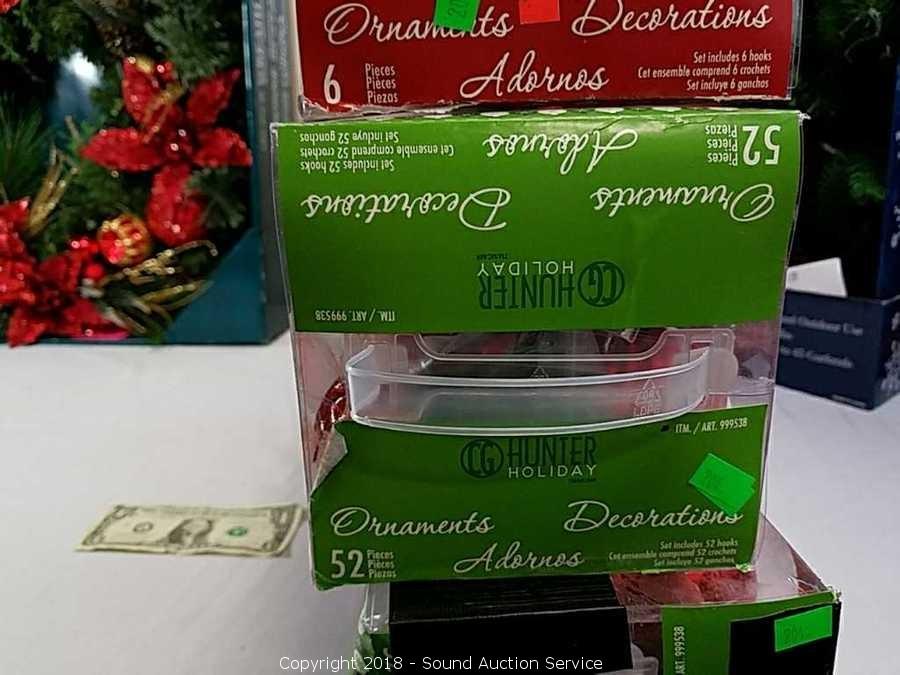 Ornaments
Decorations
Adornos
6
Pieces
Pièces
Piezas
Set includes 6 hooks
Cet ensemble comprend 6 crochets
Set incluye 6 ganchos
52
Pieces
Pièces
Piezas
Adornos
Set includes 52 hooks
Cet ensemble comprend 52 crochets
Set incluye 52 ganchos
Ornaments
Decorations
CG HUNTER
HOLIDAY
ITM. / ART. 999538
LDPE
ITM. / ART. 999538
CG HUNTER
HOLIDAY
Ornaments
Decorations
Adornos
52
Pieces
Pièces
Piezas
Set includes 52 hooks
Cet ensemble comprend 52 crochets
Set incluye 52 ganchos
ART. 999538
Copyright 2018 - Sound Auction Service